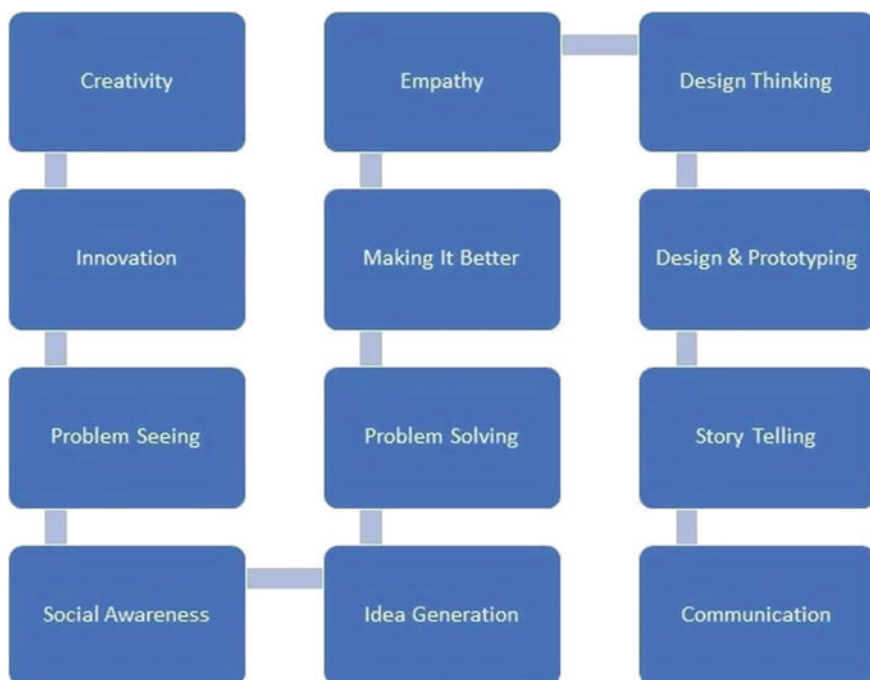 Creativity
Innovation
Problem Seeing
Social Awareness
Idea Generation
Problem Solving
Making It Better
Empathy
Design Thinking
Design & Prototyping
Story Telling
Communication